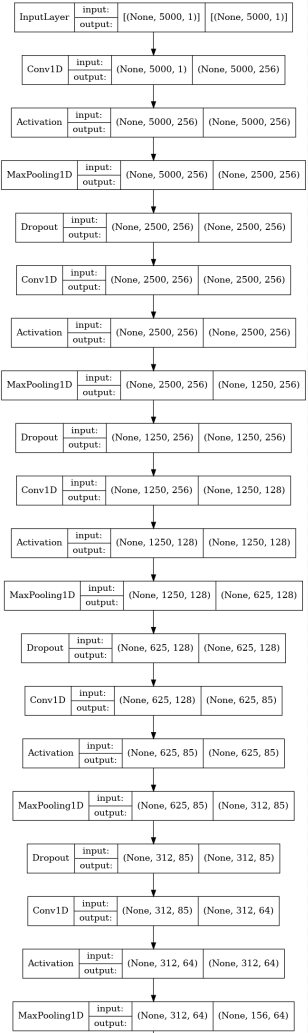 InputLayer input: output: [(None, 5000, 1)] [(None, 5000, 1)]
Conv1D input: output: (None, 5000, 1) (None, 5000, 256)
Activation input: output: (None, 5000, 256) (None, 5000, 256)
MaxPooling1D input: output: (None, 5000, 256) (None, 2500, 256)
Dropout input: output: (None, 2500, 256) (None, 2500, 256)
Conv1D input: output: (None, 2500, 256) (None, 2500, 256)
Activation input: output: (None, 2500, 256) (None, 2500, 256)
MaxPooling1D input: output: (None, 2500, 256) (None, 1250, 256)
Dropout input: output: (None, 1250, 256) (None, 1250, 256)
Conv1D input: output: (None, 1250, 256) (None, 1250, 128)
Activation input: output: (None, 1250, 128) (None, 1250, 128)
MaxPooling1D input: output: (None, 1250, 128) (None, 625, 128)
Dropout input: output: (None, 625, 128) (None, 625, 128)
Conv1D input: output: (None, 625, 128) (None, 625, 85)
Activation input: output: (None, 625, 85) (None, 625, 85)
MaxPooling1D input: output: (None, 625, 85) (None, 312, 85)
Dropout input: output: (None, 312, 85) (None, 312, 85)
Conv1D input: output: (None, 312, 85) (None, 312, 64)
Activation input: output: (None, 312, 64) (None, 312, 64)
MaxPooling1D input: output: (None, 312, 64) (None, 156, 64)